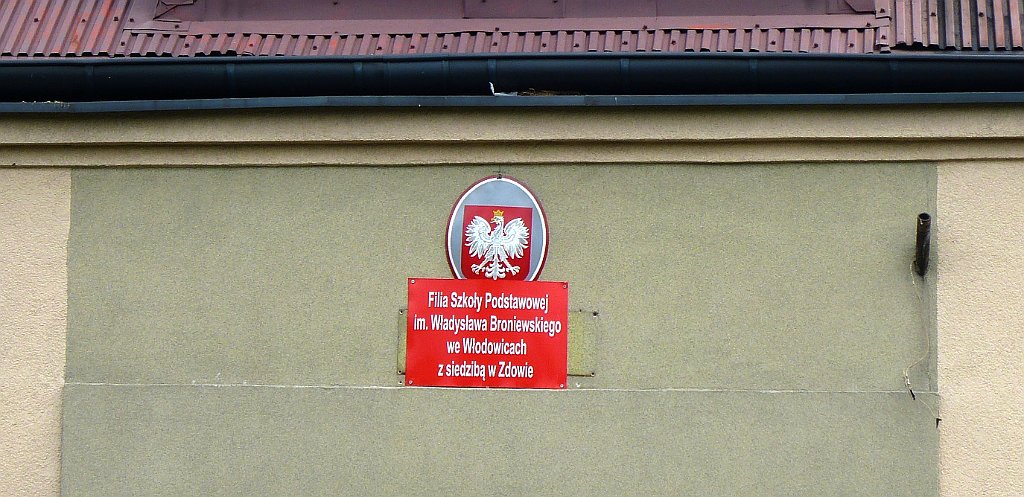 Filia Szkoły Podstawowej
im. Władysława Broniewskiego
we Włodowicach
z siedzibą w Zdowie